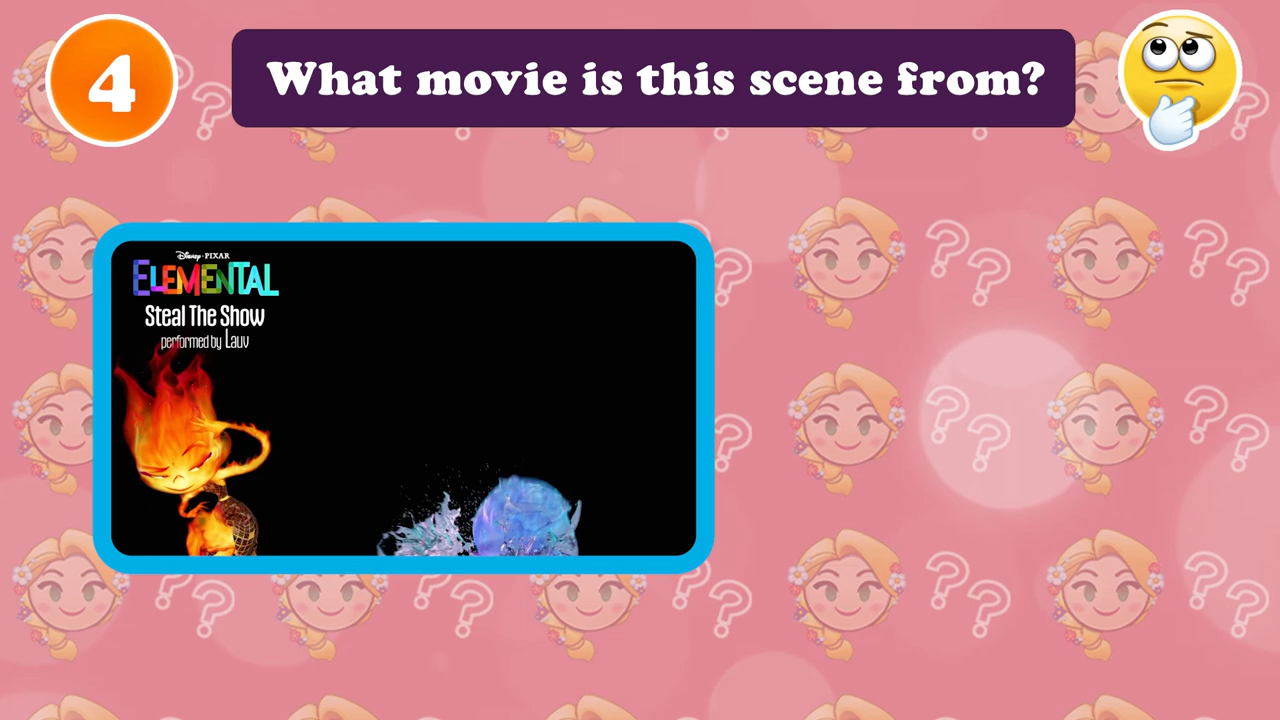 4
What movie is this scene from?
Disney·PIXAR
ELEMENTAL
Steal The Show
performed by Lauv